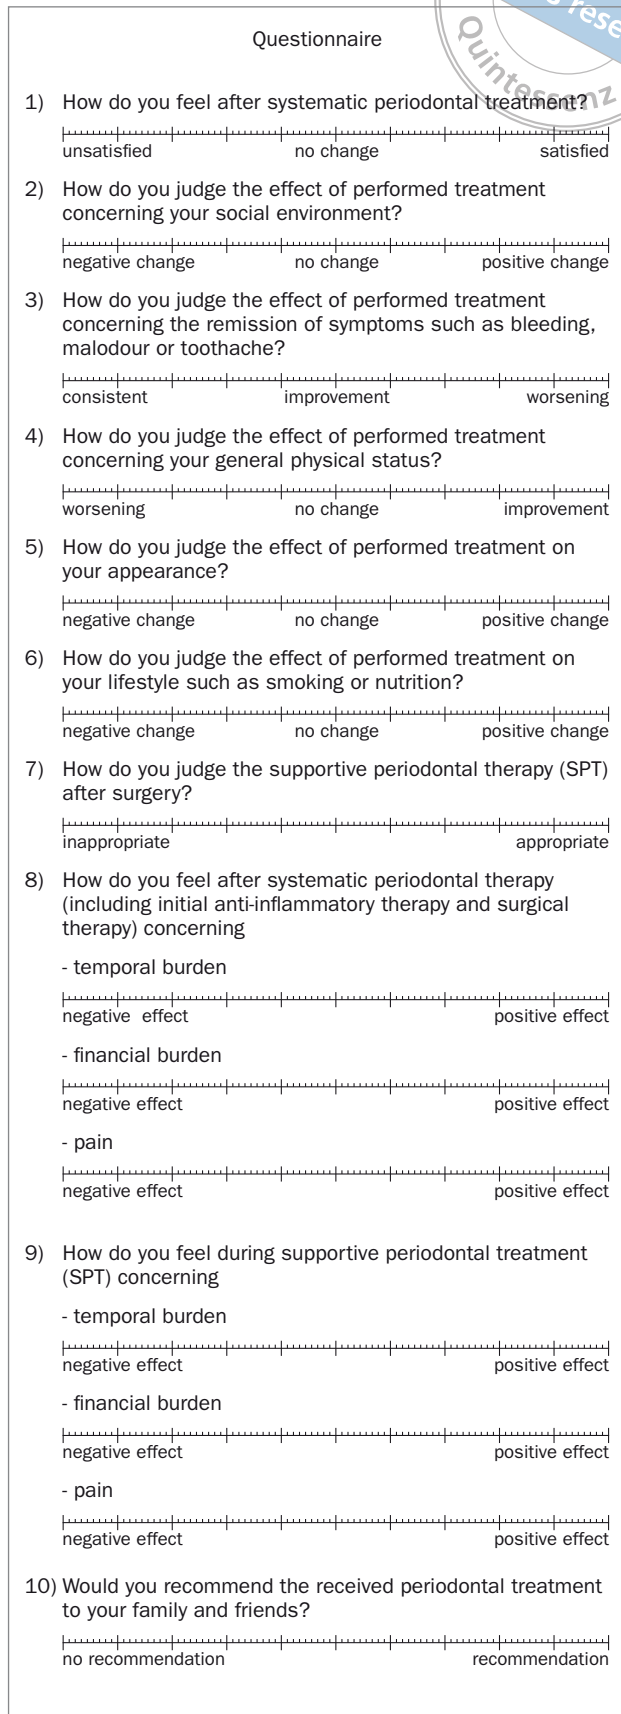 Questionnaire
Quintessenz
1) How do you feel after systematic periodontal treatment?
unsatisfied no change satisfied
2) How do you judge the effect of performed treatment
concerning your social environment?
negative change no change positive change
3) How do you judge the effect of performed treatment
concerning the remission of symptoms such as bleeding,
malodour or toothache?
consistent improvement worsening
4) How do you judge the effect of performed treatment
concerning your general physical status?
worsening no change improvement
5) How do you judge the effect of performed treatment on
your appearance?
negative change no change positive change
6) How do you judge the effect of performed treatment on
your lifestyle such as smoking or nutrition?
negative change no change positive change
7) How do you judge the supportive periodontal therapy (SPT)
after surgery?
inappropriate appropriate
8) How do you feel after systematic periodontal therapy
(including initial anti-inflammatory therapy and surgical
therapy) concerning
- temporal burden
negative effect positive effect
- financial burden
negative effect positive effect
- pain
negative effect positive effect
9) How do you feel during supportive periodontal treatment
(SPT) concerning
- temporal burden
negative effect positive effect
- financial burden
negative effect positive effect
- pain
negative effect positive effect
10) Would you recommend the received periodontal treatment
to your family and friends?
no recommendation recommendation